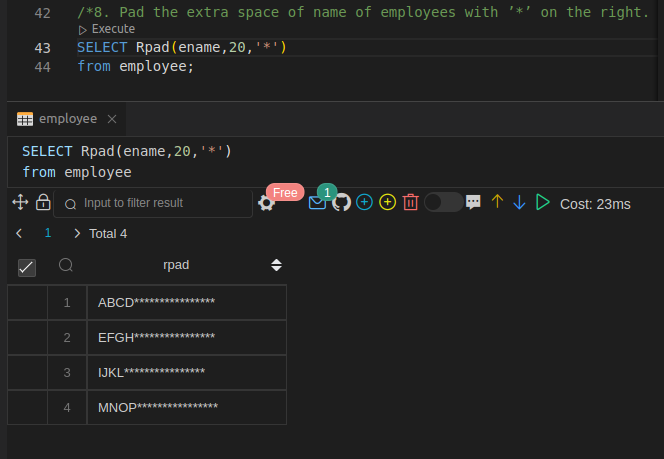 42 /*8. Pad the extra space of name of employees with ’*’ on the right.
Execute
43 SELECT Rpad(ename,20,'*')
44 from employee;
employee
SELECT Rpad(ename,20,'*')
from employee
Input to filter result
Free
1
Cost: 23ms
1 Total 4
rpad
1 ABCD****************
2 EFGH****************
3 IJKL****************
4 MNOP****************